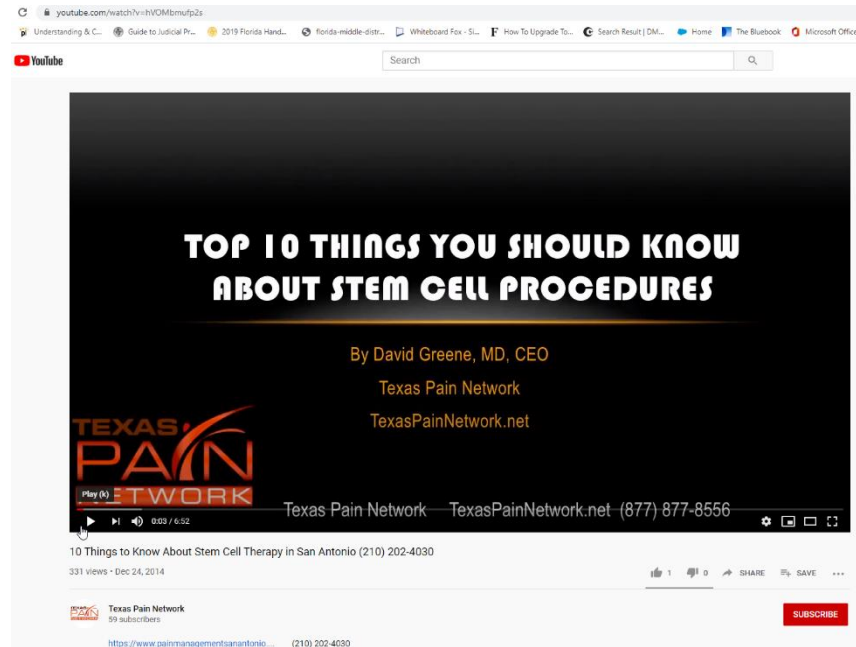 youtube.com/watch?v=hVOMbmufp2s
Understanding & C... Guide to Judicial Pr... 2019 Florida Hand... florida-middle-distr... Whiteboard Fox - Si... How To Upgrade To... Search Result | DM... Home The Bluebook Microsoft Office
YouTube Search
TOP 10 THINGS YOU SHOULD KNOW
ABOUT STEM CELL PROCEDURES
By David Greene, MD, CEO
Texas Pain Network
TexasPainNetwork.net
TEXAS
PAIN
NETWORK
Play (k)
Texas Pain Network TexasPainNetwork.net (877) 877-8556
0:03 / 6:52
10 Things to Know About Stem Cell Therapy in San Antonio (210) 202-4030
331 views • Dec 24, 2014
1 0 SHARE SAVE ...
Texas Pain Network
59 subscribers
SUBSCRIBE
https://www.painmanagementsanantonio.... (210) 202-4030